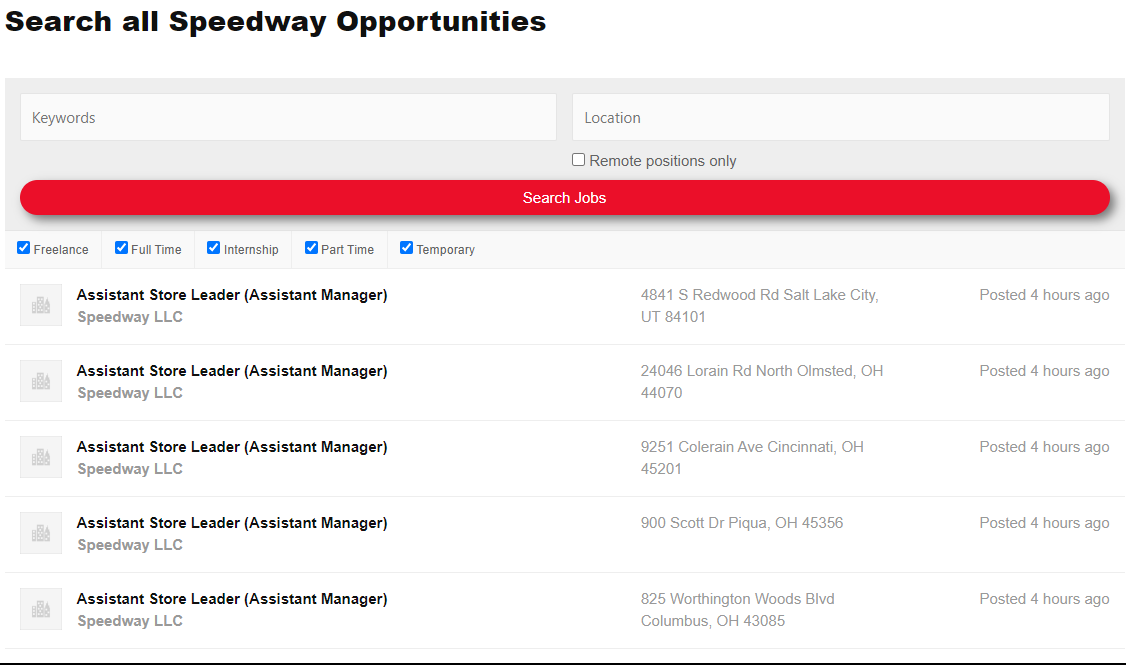 Search all Speedway Opportunities
Keywords
Location
Remote positions only
Search Jobs
Freelance
Full Time
Internship
Part Time
Temporary
Assistant Store Leader (Assistant Manager)
Speedway LLC
4841 S Redwood Rd Salt Lake City,
UT 84101
Posted 4 hours ago
Assistant Store Leader (Assistant Manager)
Speedway LLC
24046 Lorain Rd North Olmsted, OH
44070
Posted 4 hours ago
Assistant Store Leader (Assistant Manager)
Speedway LLC
9251 Colerain Ave Cincinnati, OH
45201
Posted 4 hours ago
Assistant Store Leader (Assistant Manager)
Speedway LLC
900 Scott Dr Piqua, OH 45356
Posted 4 hours ago
Assistant Store Leader (Assistant Manager)
Speedway LLC
825 Worthington Woods Blvd
Columbus, OH 43085
Posted 4 hours ago